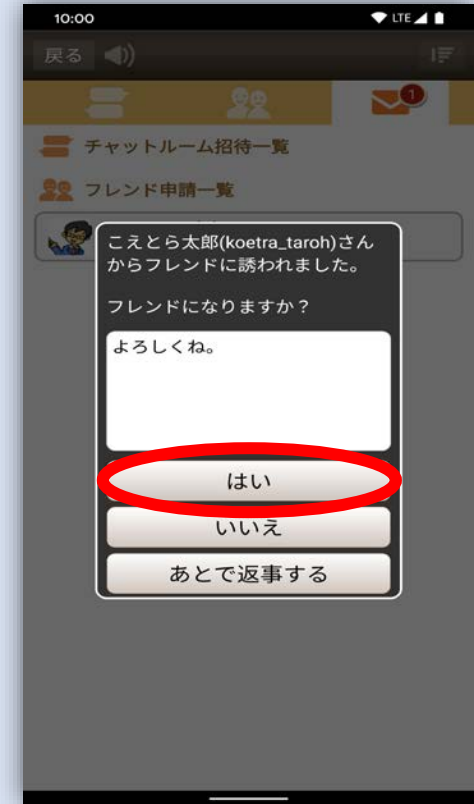 10:00
LTE
戻る
1
チャットルーム招待一覧
フレンド申請一覧
こえとら太郎(koetra_taroh)さん
からフレンドに誘われました。
フレンドになりますか？
よろしくね。
はい
いいえ
あとで返事する